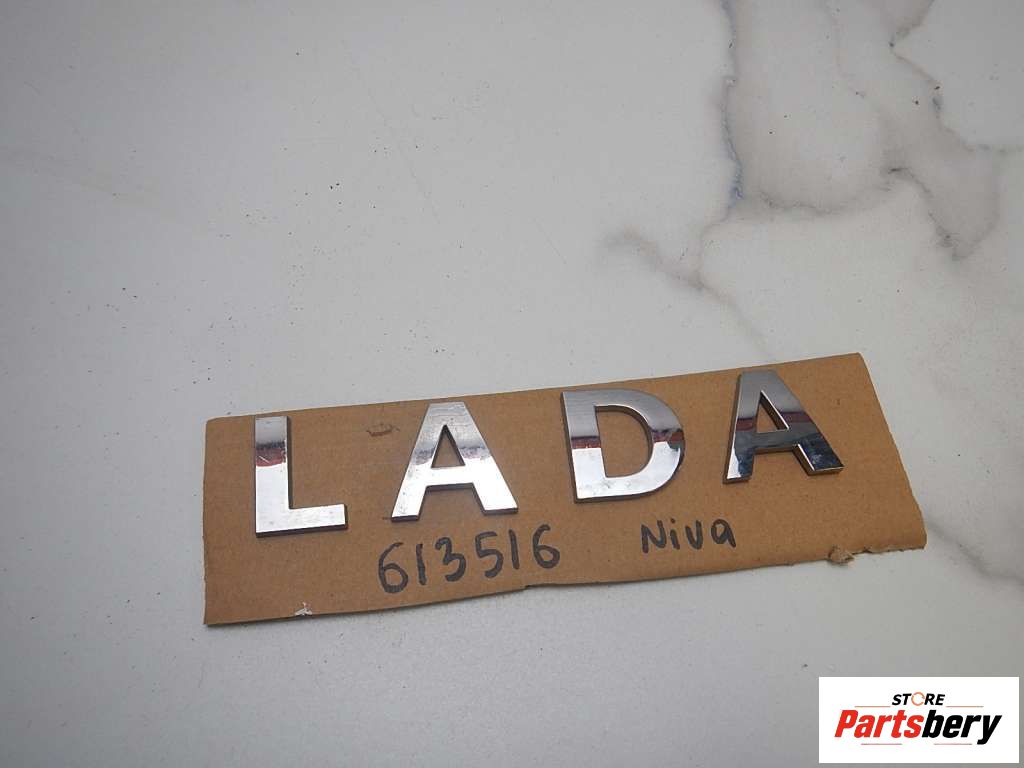 LADA
613516 Niva
STORE
Partsbery